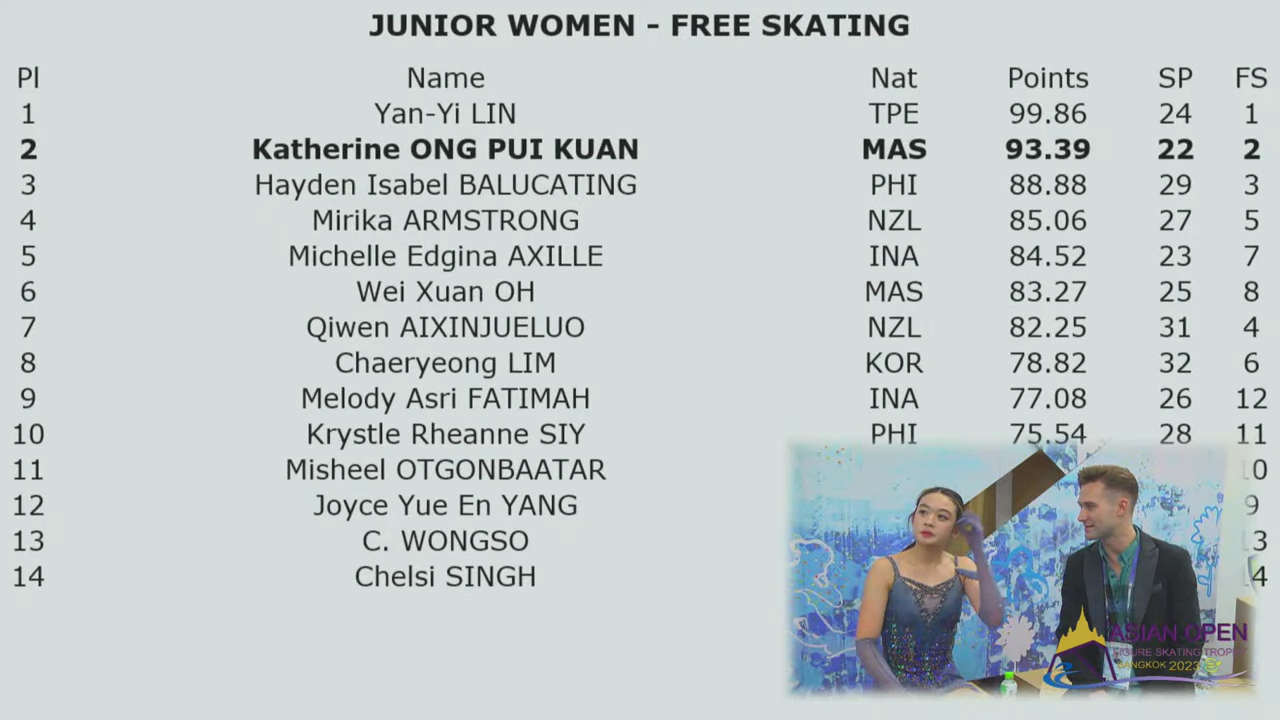 JUNIOR WOMEN - FREE SKATING
Pl Name Nat Points SP FS
1 Yan-Yi LIN TPE 99.86 24 1
2 Katherine ONG PUI KUAN MAS 93.39 22 2
3 Hayden Isabel BALUCATING PHI 88.88 29 3
4 Mirika ARMSTRONG NZL 85.06 27 5
5 Michelle Edgina AXILLE INA 84.52 23 7
6 Wei Xuan OH MAS 83.27 25 8
7 Qiwen AIXINJUELUO NZL 82.25 31 4
8 Chaeryeong LIM KOR 78.82 32 6
9 Melody Asri FATIMAH INA 77.08 26 12
10 Krystle Rheanne SIY PHI 75.54 28 11
11 Misheel OTGONBAATAR
12 Joyce Yue En YANG 9
13 C. WONGSO
14 Chelsi SINGH
ASIAN OPEN
FIGURE SKATING TROPHY
BANGKOK 2023